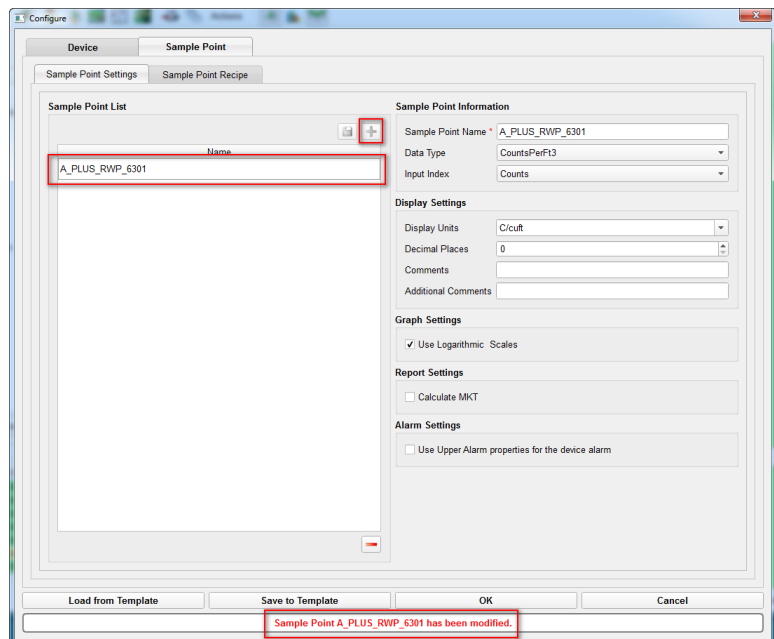 Configure
Actions
Device
Sample Point
Sample Point Settings
Sample Point Recipe
Sample Point List
Name
A_PLUS_RWP_6301
Sample Point Information
Sample Point Name * A_PLUS_RWP_6301
Data Type CountsPerFt3
Input Index Counts
Display Settings
Display Units C/cuft
Decimal Places 0
Comments
Additional Comments
Graph Settings
Use Logarithmic Scales
Report Settings
Calculate MKT
Alarm Settings
Use Upper Alarm properties for the device alarm
Load from Template
Save to Template
OK
Cancel
Sample Point A_PLUS_RWP_6301 has been modified.